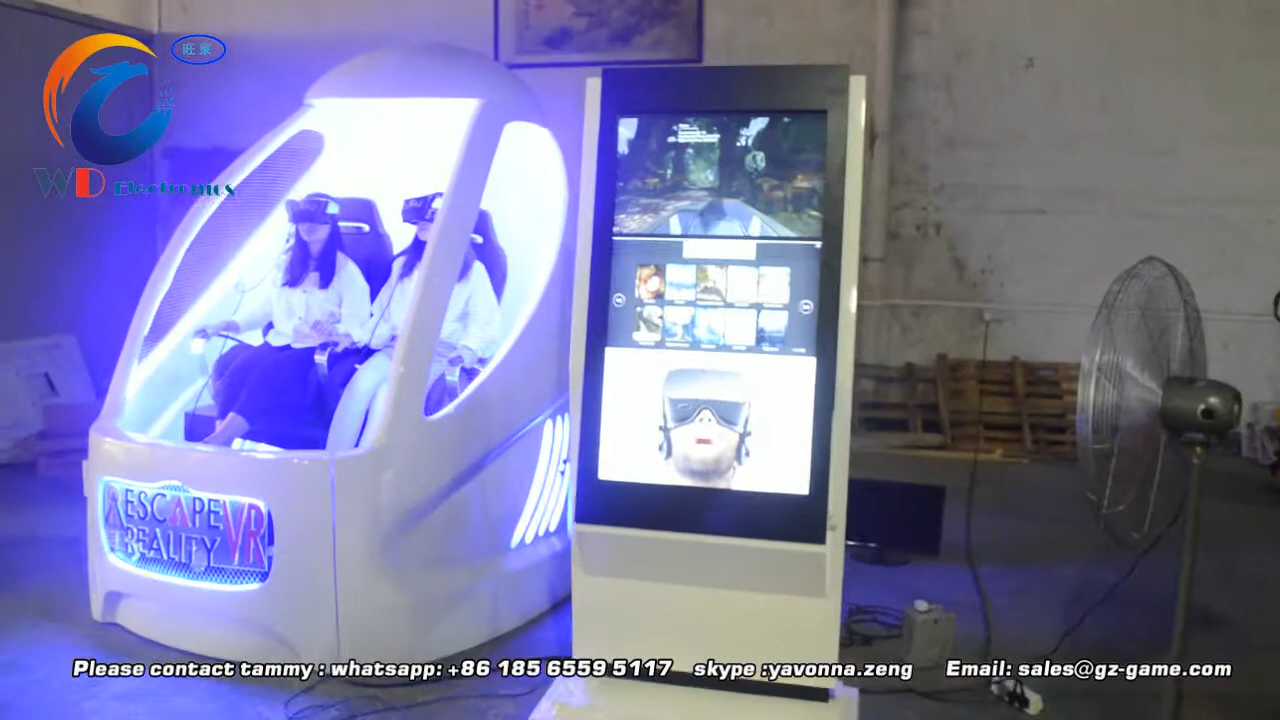 旺東
WD Electronics
ESCAPE VR
REALITY
Please contact tammy : whatsapp: +86 185 6559 5117 skype :yavonna.zeng Email: sales@gz-game.com